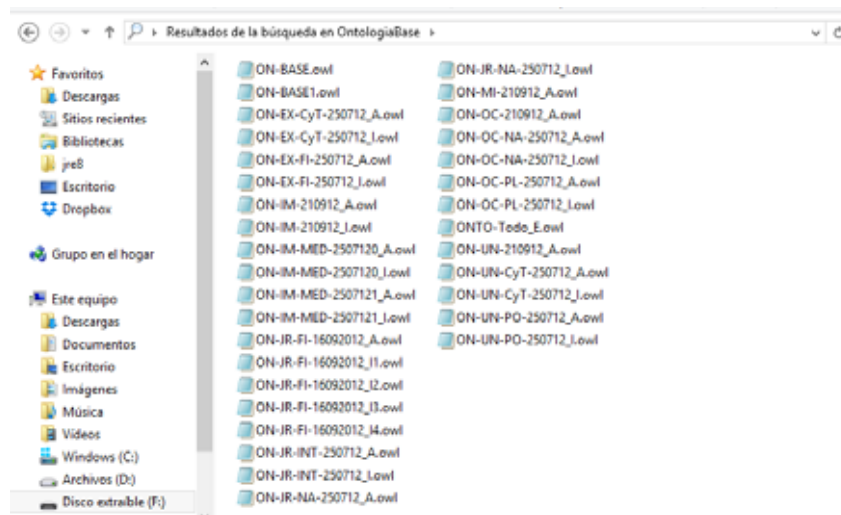 Resultados de la búsqueda en OntologiaBase
Favoritos
Descargas
Sitios recientes
Bibliotecas
jre8
Escritorio
Dropbox
Grupo en el hogar
Este equipo
Descargas
Documentos
Escritorio
Imágenes
Música
Vídeos
Windows (C:)
Archivos (D:)
Disco extraíble (F:)
ON-BASE.owl
ON-BASE1.owl
ON-EX-CyT-250712_A.owl
ON-EX-CyT-250712_I.owl
ON-EX-FI-250712_A.owl
ON-EX-FI-250712_I.owl
ON-IM-210912_A.owl
ON-IM-210912_I.owl
ON-IM-MED-2507120_A.owl
ON-IM-MED-2507120_I.owl
ON-IM-MED-2507121_A.owl
ON-IM-MED-2507121_I.owl
ON-JR-FI-16092012_A.owl
ON-JR-FI-16092012_I1.owl
ON-JR-FI-16092012_I2.owl
ON-JR-FI-16092012_I3.owl
ON-JR-FI-16092012_I4.owl
ON-JR-INT-250712_A.owl
ON-JR-INT-250712_I.owl
ON-JR-NA-250712_A.owl
ON-JR-NA-250712_I.owl
ON-MI-210912_A.owl
ON-OC-210912_A.owl
ON-OC-NA-250712_A.owl
ON-OC-NA-250712_I.owl
ON-OC-PL-250712_A.owl
ON-OC-PL-250712_I.owl
ONTO-Todo_E.owl
ON-UN-210912_A.owl
ON-UN-CyT-250712_A.owl
ON-UN-CyT-250712_I.owl
ON-UN-PO-250712_A.owl
ON-UN-PO-250712_I.owl